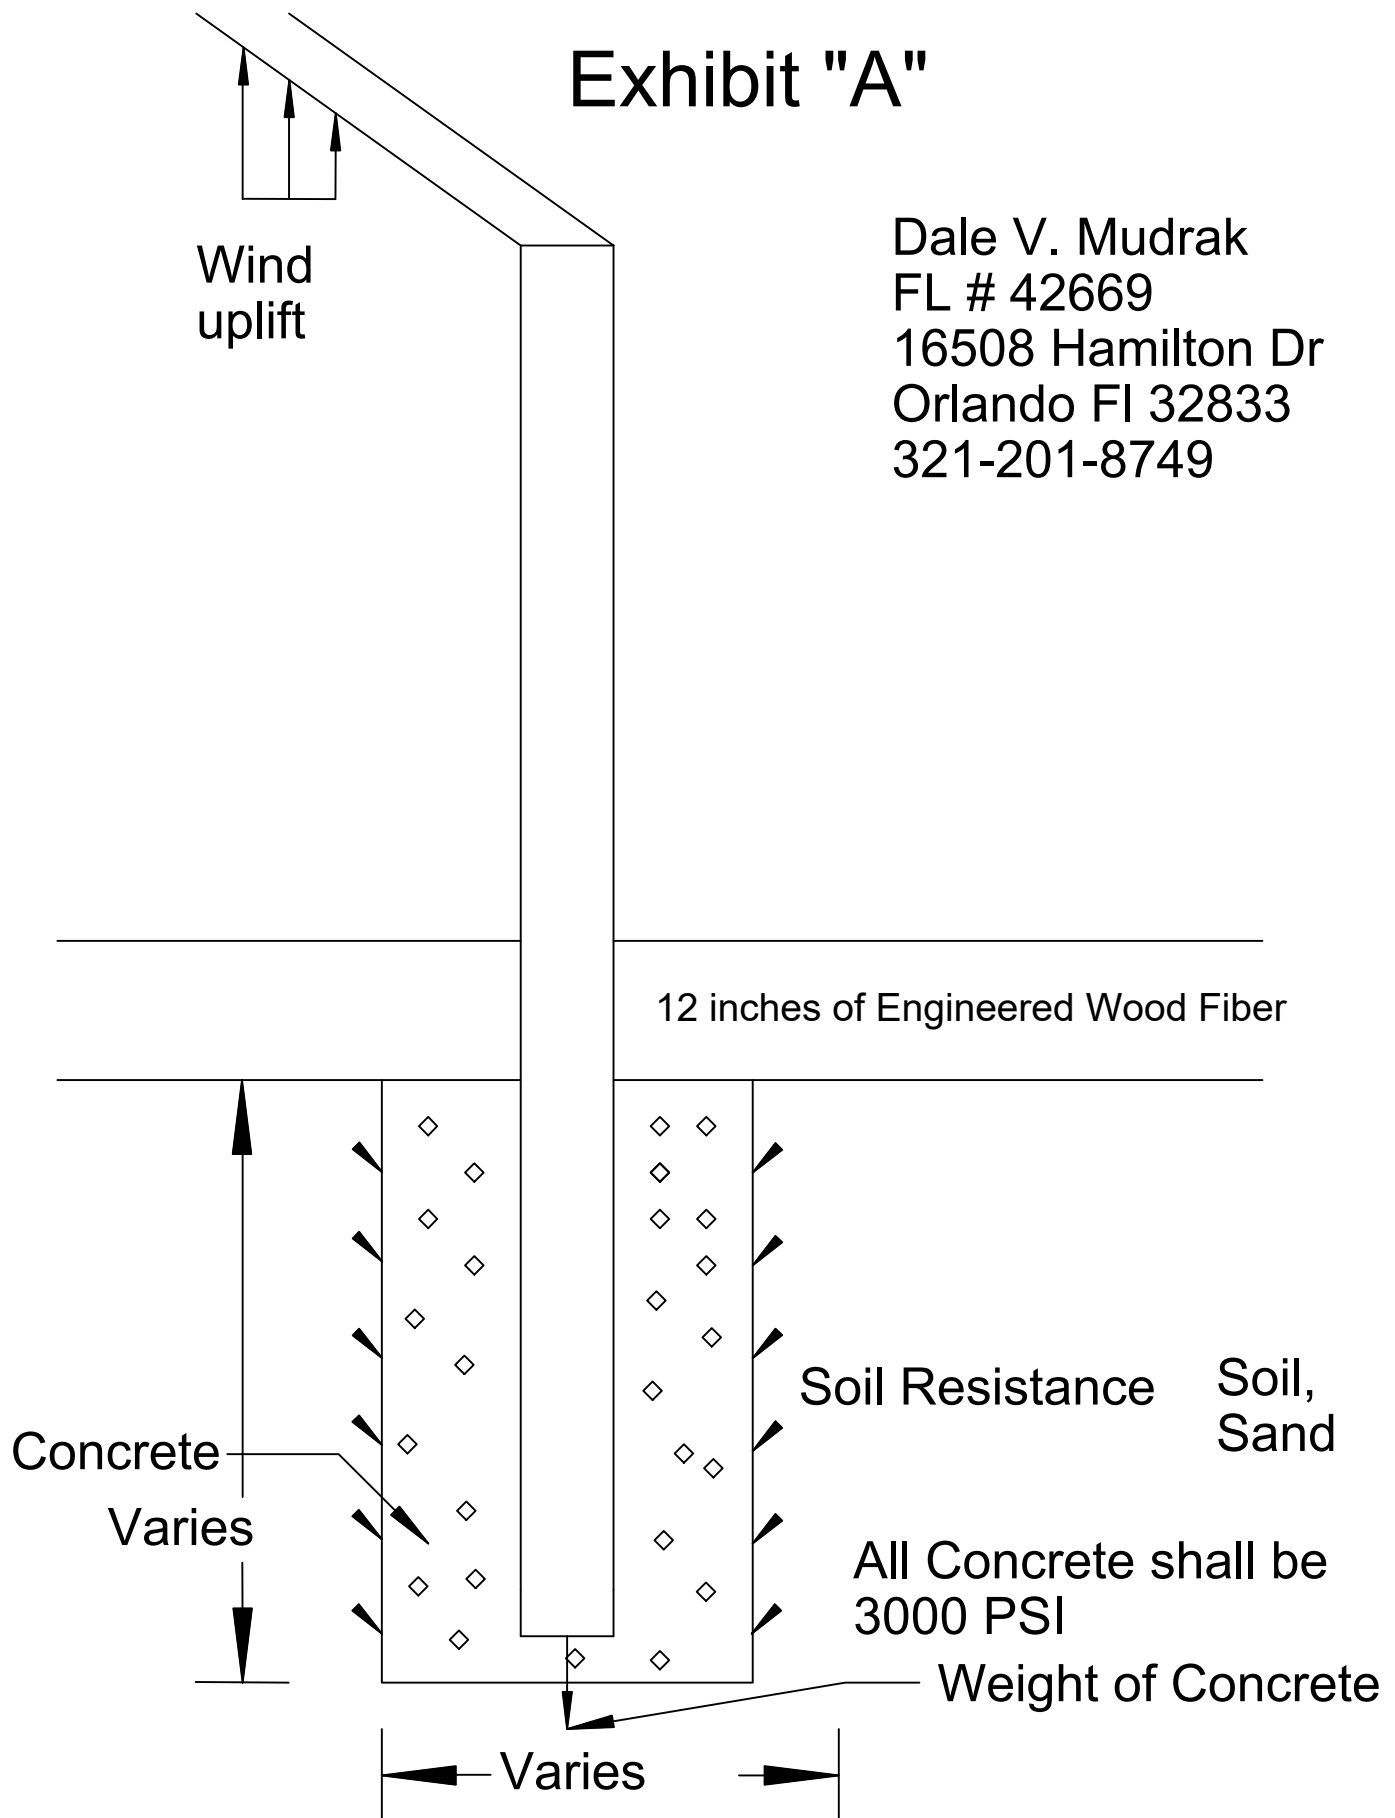 Exhibit "A"
Dale V. Mudrak
FL # 42669
16508 Hamilton Dr
Orlando Fl 32833
321-201-8749
Wind
uplift
12 inches of Engineered Wood Fiber
Soil Resistance
Soil,
Sand
Concrete
Varies
All Concrete shall be
3000 PSI
Weight of Concrete
Varies